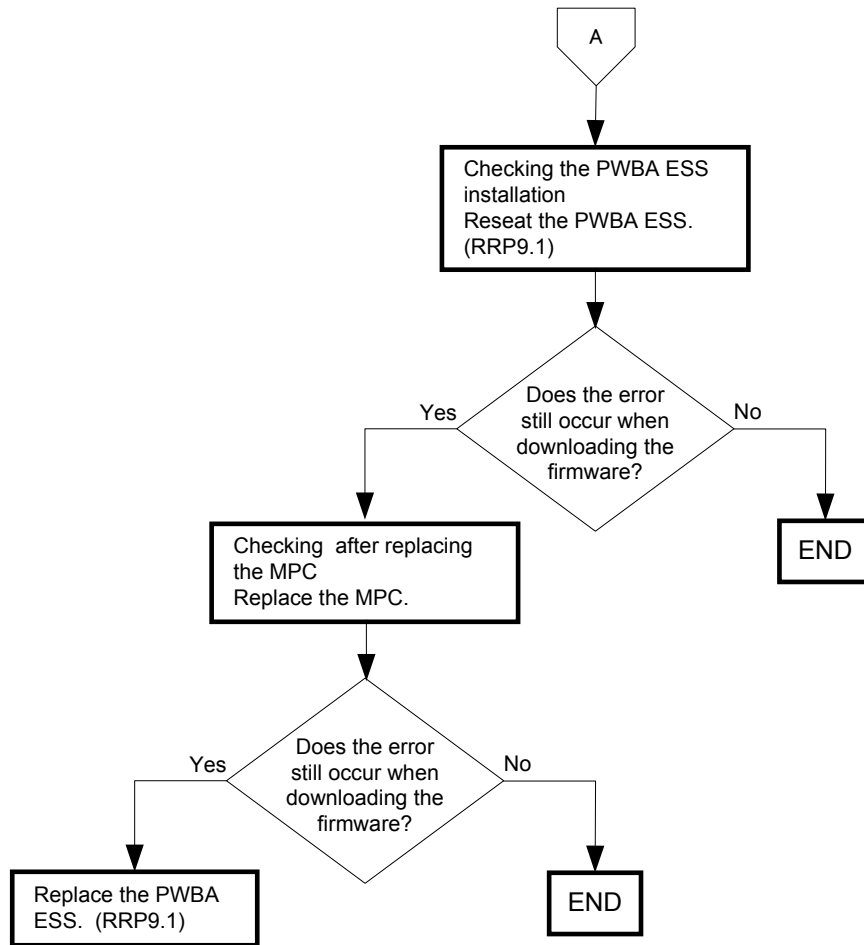 A
Checking the PWBA ESS
installation
Reseat the PWBA ESS.
(RRP9.1)
Does the error
still occur when
downloading the
firmware?
Yes
No
Checking  after replacing
the MPC
Replace the MPC.
END
Does the error
still occur when
downloading the
firmware?
Yes
No
Replace the PWBA
ESS.  (RRP9.1)
END